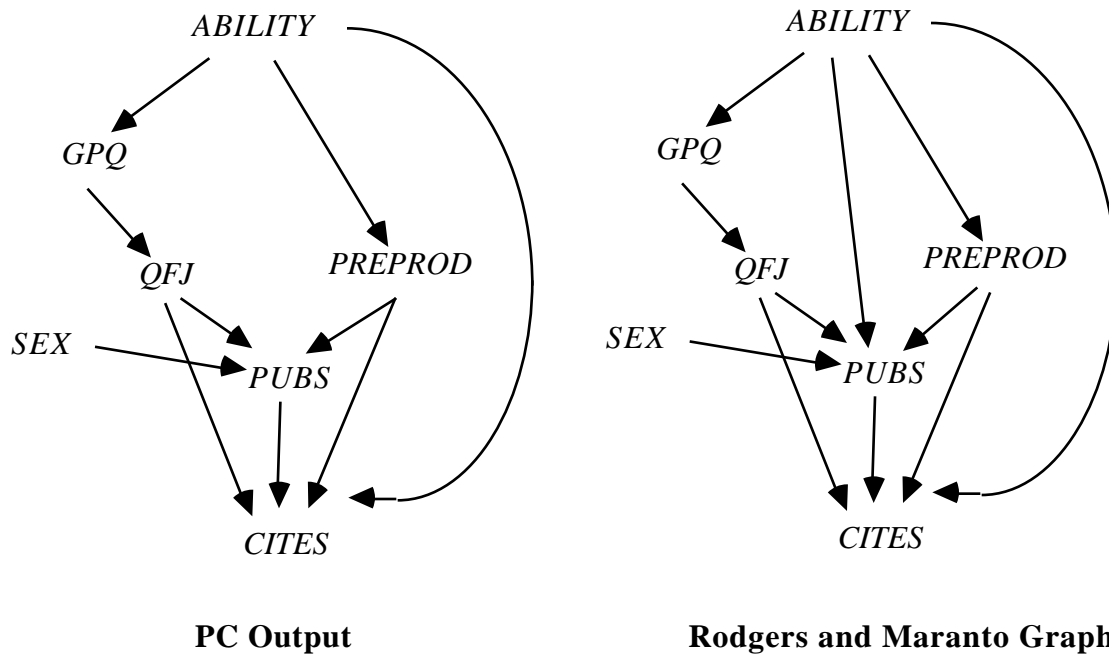 ABILITY
GPQ
QFJ
PREPROD
SEX
PUBS
CITES
PC Output
ABILITY
GPQ
QFJ
PREPROD
SEX
PUBS
CITES
Rodgers and Maranto Graph